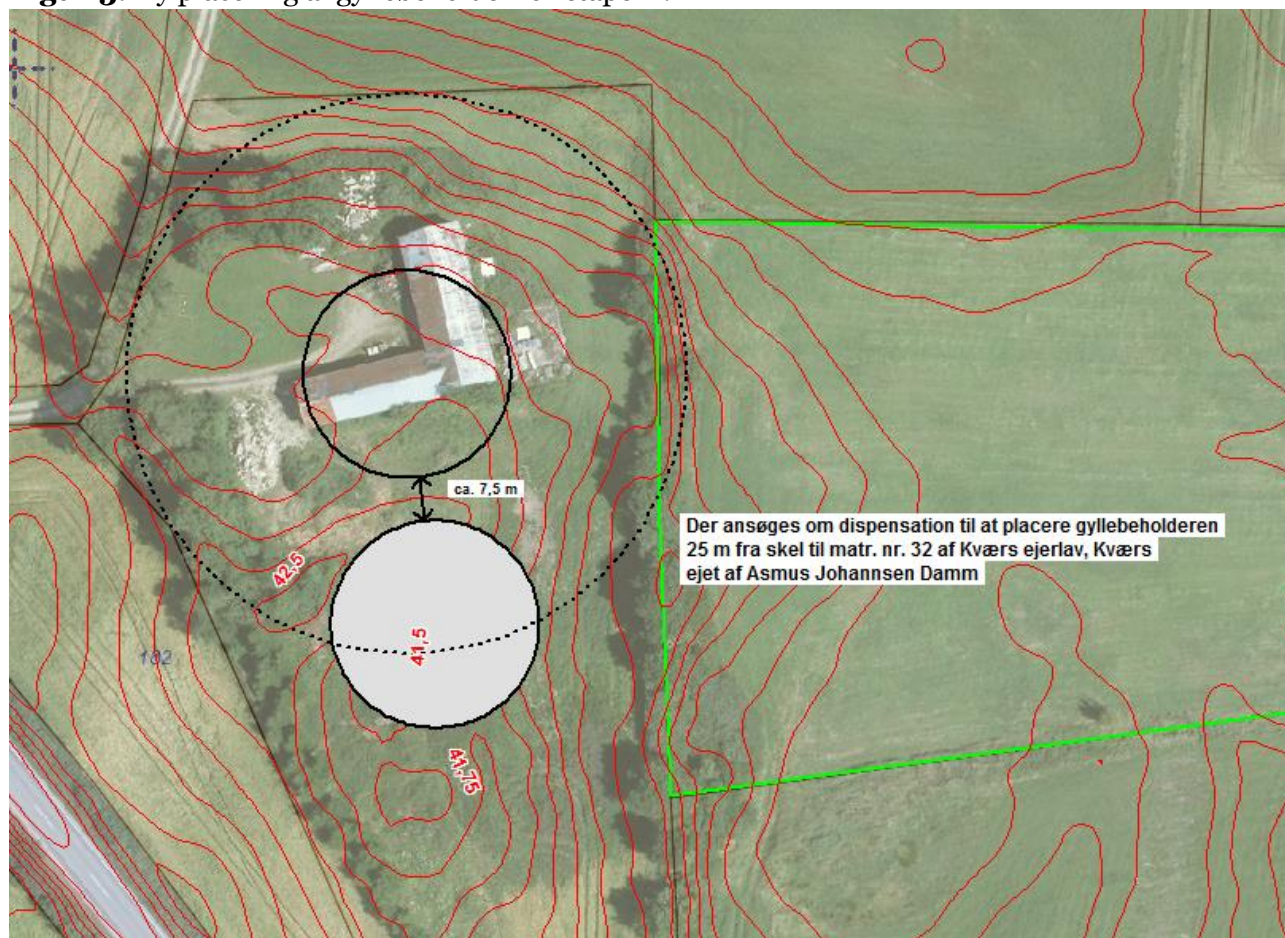 ca. 7,5 m
Der ansøges om dispensation til at placere gyllebeholderen
25 m fra skel til matr. nr. 32 af Kværs ejerlav, Kværs
ejet af Asmus Johannsen Damm
42,5
41,5
182
41,75